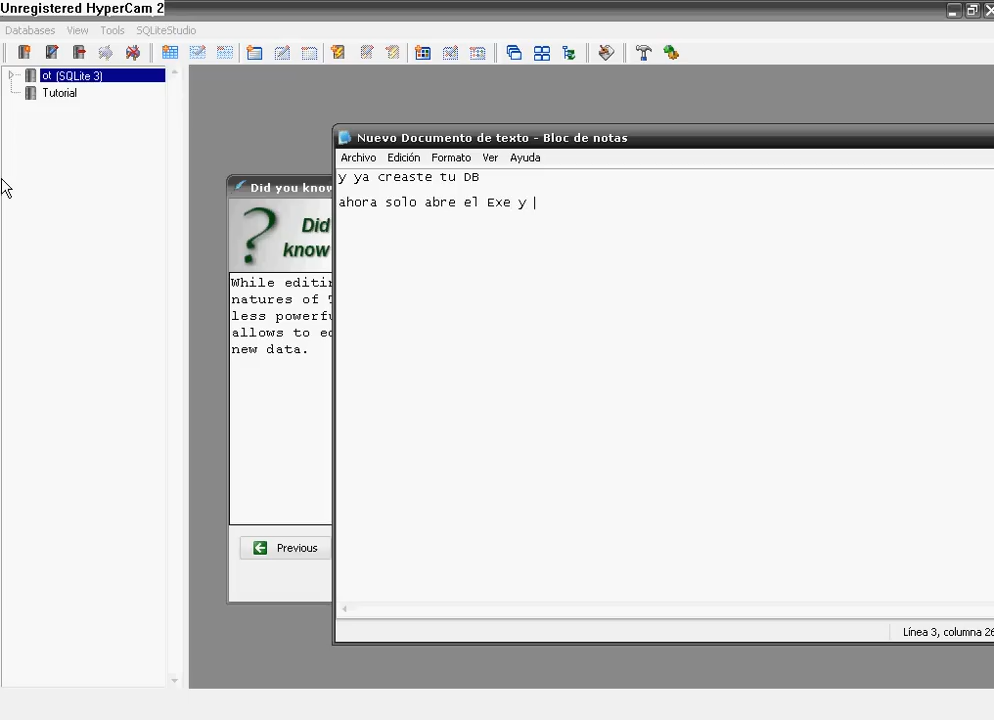 Unregistered HyperCam 2
Databases View Tools SQLiteStudio
ot (SQLite 3)
Tutorial
Nuevo Documento de texto - Bloc de notas
Archivo Edición Formato Ver Ayuda
y ya creaste tu DB
ahora solo abre el Exe y
Did you know
Did
know
While editin
natures of
less powerfu
allows to ed
new data.
Previous
Línea 3, columna 26